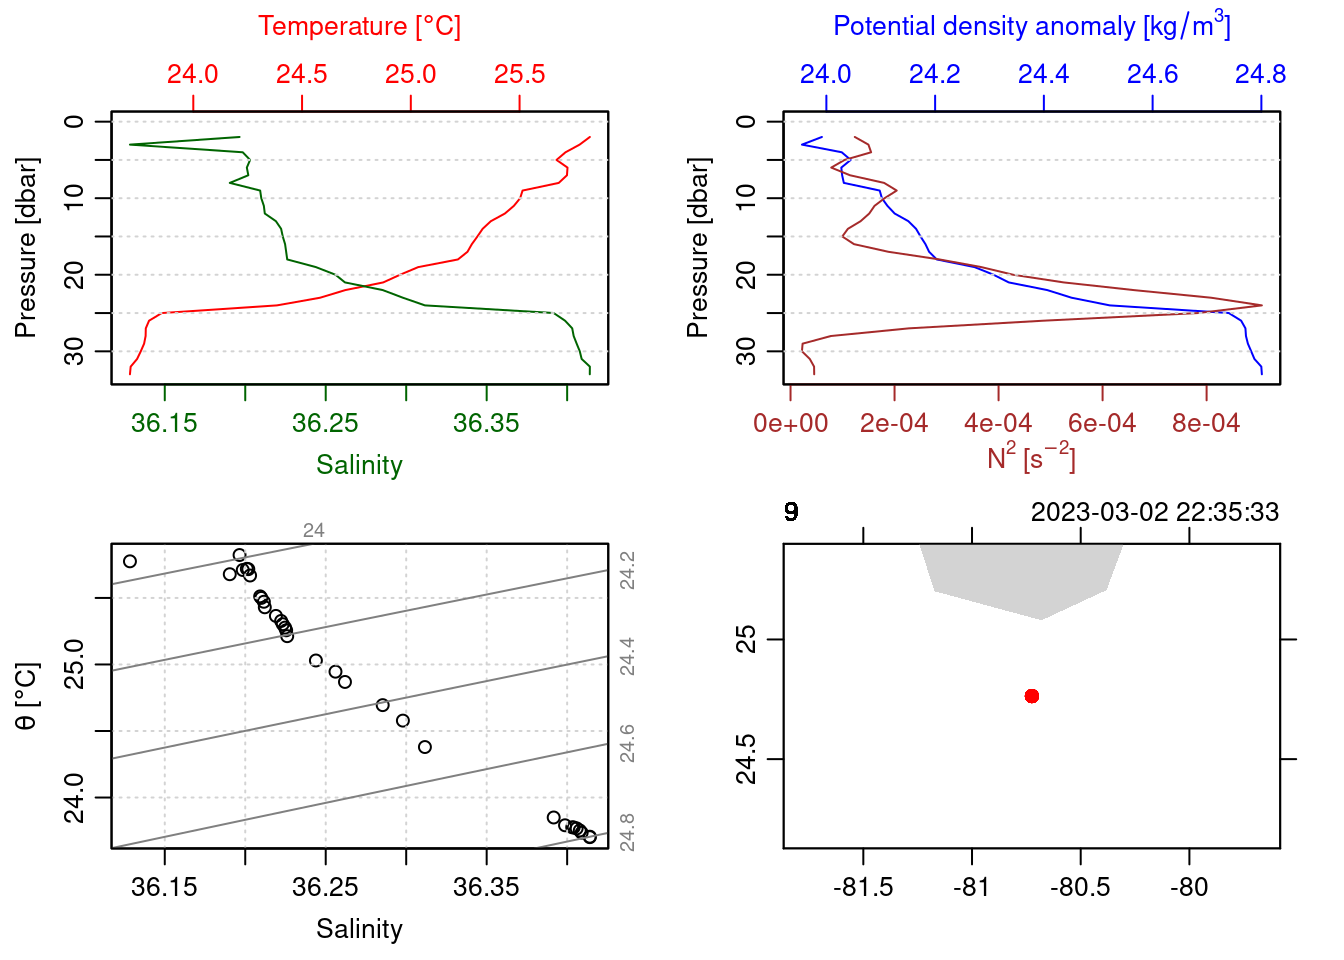 Temperature [°C]
24.0 24.5 25.0 25.5
Pressure [dbar]
0
10
20
30
36.15 36.25 36.35
Salinity
Potential density anomaly [kg/m³]
24.0 24.2 24.4 24.6 24.8
Pressure [dbar]
0
10
20
30
0e+00 2e-04 4e-04 6e-04 8e-04
N² [s⁻²]
24
24.2
24.4
24.6
24.8
θ [°C]
25.0
24.0
36.15 36.25 36.35
Salinity
2023-03-02 22:35:33
25
24.5
-81.5 -81 -80.5 -80